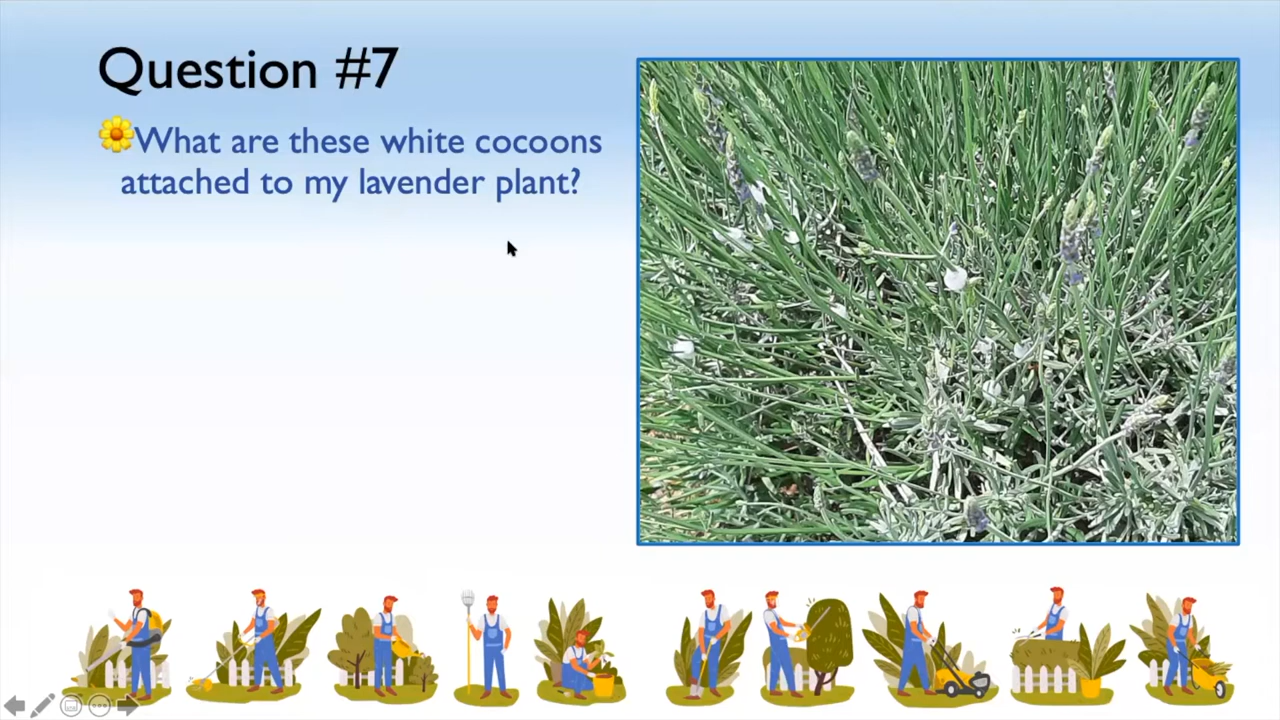 Question #7
What are these white cocoons
attached to my lavender plant?